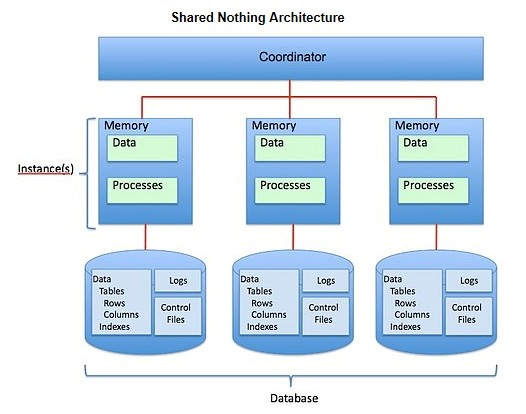 Shared Nothing Architecture
Coordinator
Memory
Data
Processes
Memory
Data
Processes
Memory
Data
Processes
Instance(s)
Data
Tables
Rows
Columns
Indexes
Logs
Control
Files
Data
Tables
Rows
Columns
Indexes
Logs
Control
Files
Data
Tables
Rows
Columns
Indexes
Logs
Control
Files
Database